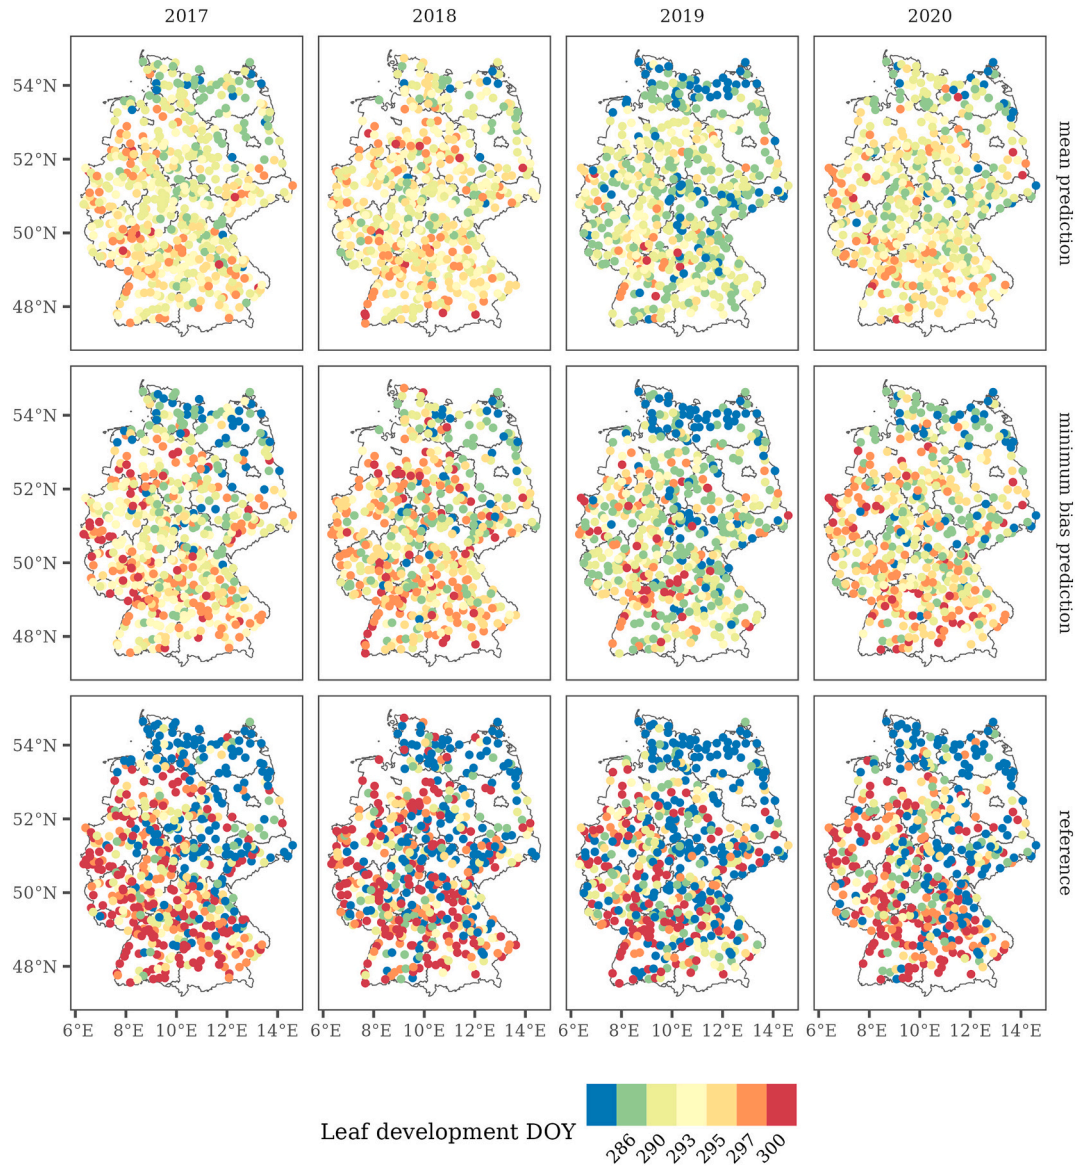 2017 2018 2019 2020
54°N
52°N
50°N
48°N
mean prediction
54°N
52°N
50°N
48°N
minimum bias prediction
54°N
52°N
50°N
48°N
reference
6°E 8°E 10°E 12°E 14°E 6°E 8°E 10°E 12°E 14°E 6°E 8°E 10°E 12°E 14°E 6°E 8°E 10°E 12°E 14°E
Leaf development DOY
286 290 293 295 297 300